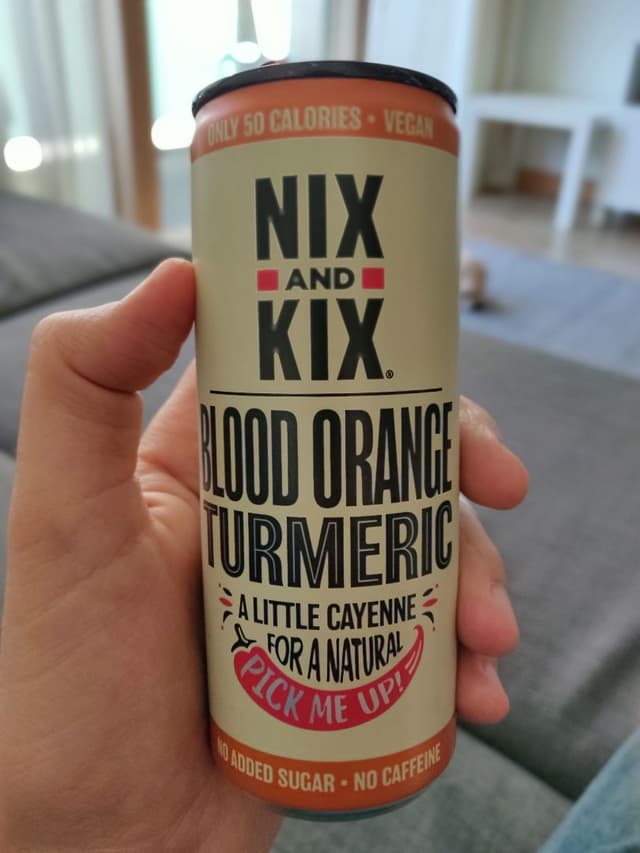 ONLY 50 CALORIES • VEGAN
NIX
AND
KIX®
BLOOD ORANGE
TURMERIC
A LITTLE CAYENNE
FOR A NATURAL
PICK ME UP!
NO ADDED SUGAR • NO CAFFEINE